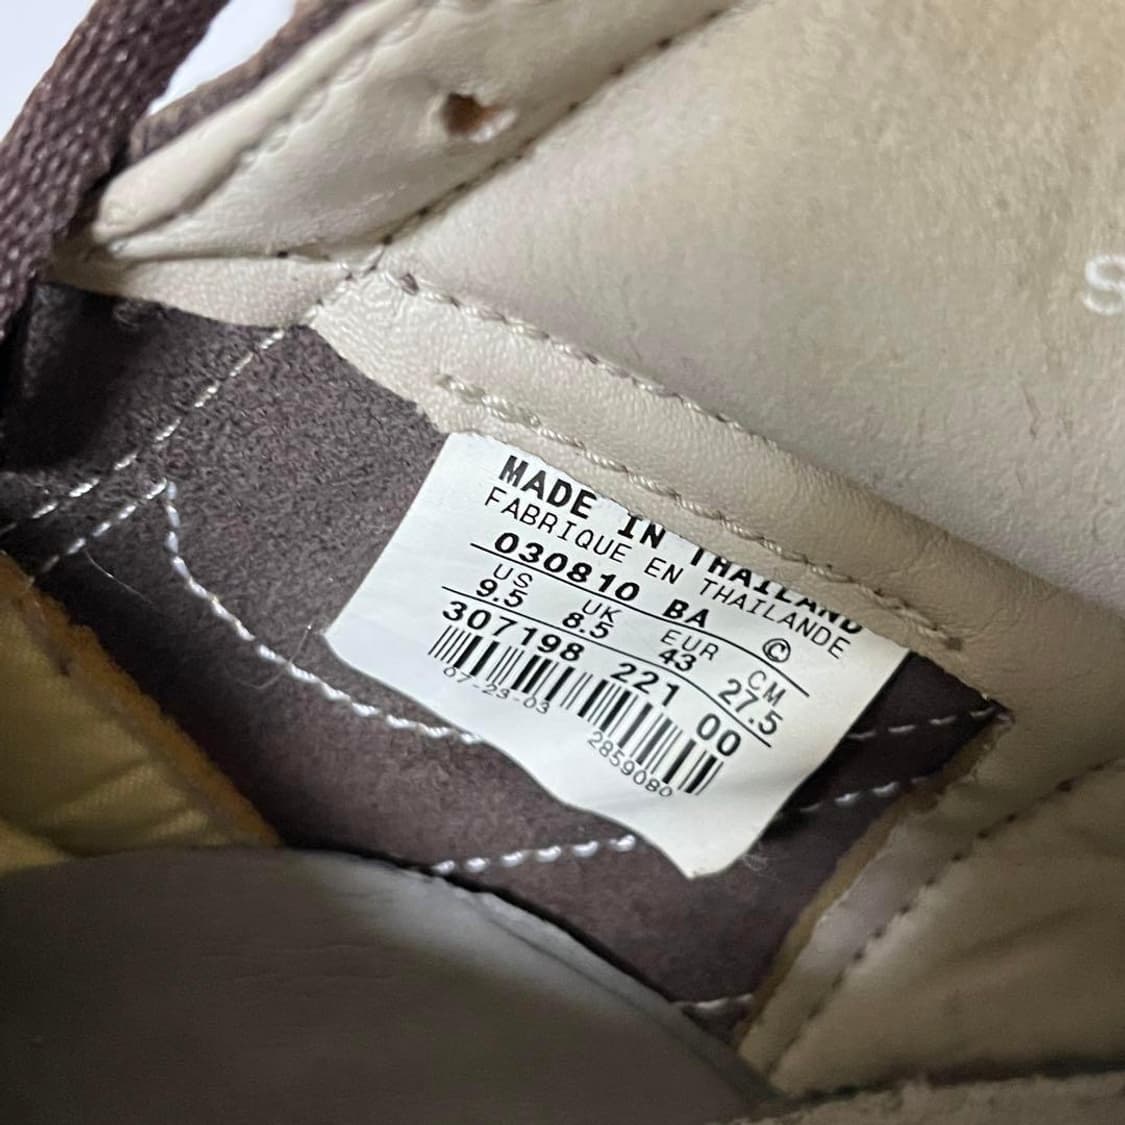 S
MADE IN THAILAND
FABRIQUE EN THAILANDE
030810 BA ©
US UK EUR CM
9.5 8.5 43 27.5
307198 221 00
07-23-03
2859080